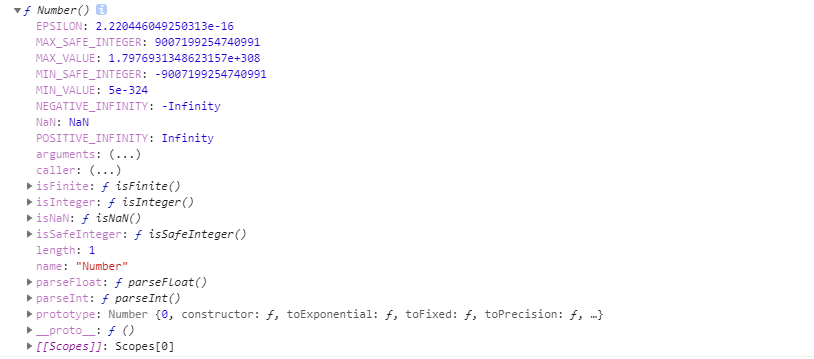 ▼ƒ Number() i
EPSILON: 2.220446049250313e-16
MAX_SAFE_INTEGER: 9007199254740991
MAX_VALUE: 1.7976931348623157e+308
MIN_SAFE_INTEGER: -9007199254740991
MIN_VALUE: 5e-324
NEGATIVE_INFINITY: -Infinity
NaN: NaN
POSITIVE_INFINITY: Infinity
arguments: (...)
caller: (...)
▶isFinite: ƒ isFinite()
▶isInteger: ƒ isInteger()
▶isNaN: ƒ isNaN()
▶isSafeInteger: ƒ isSafeInteger()
length: 1
name: "Number"
▶parseFloat: ƒ parseFloat()
▶parseInt: ƒ parseInt()
▶prototype: Number {0, constructor: ƒ, toExponential: ƒ, toFixed: ƒ, toPrecision: ƒ, …}
▶__proto__: ƒ ()
▶[[Scopes]]: Scopes[0]